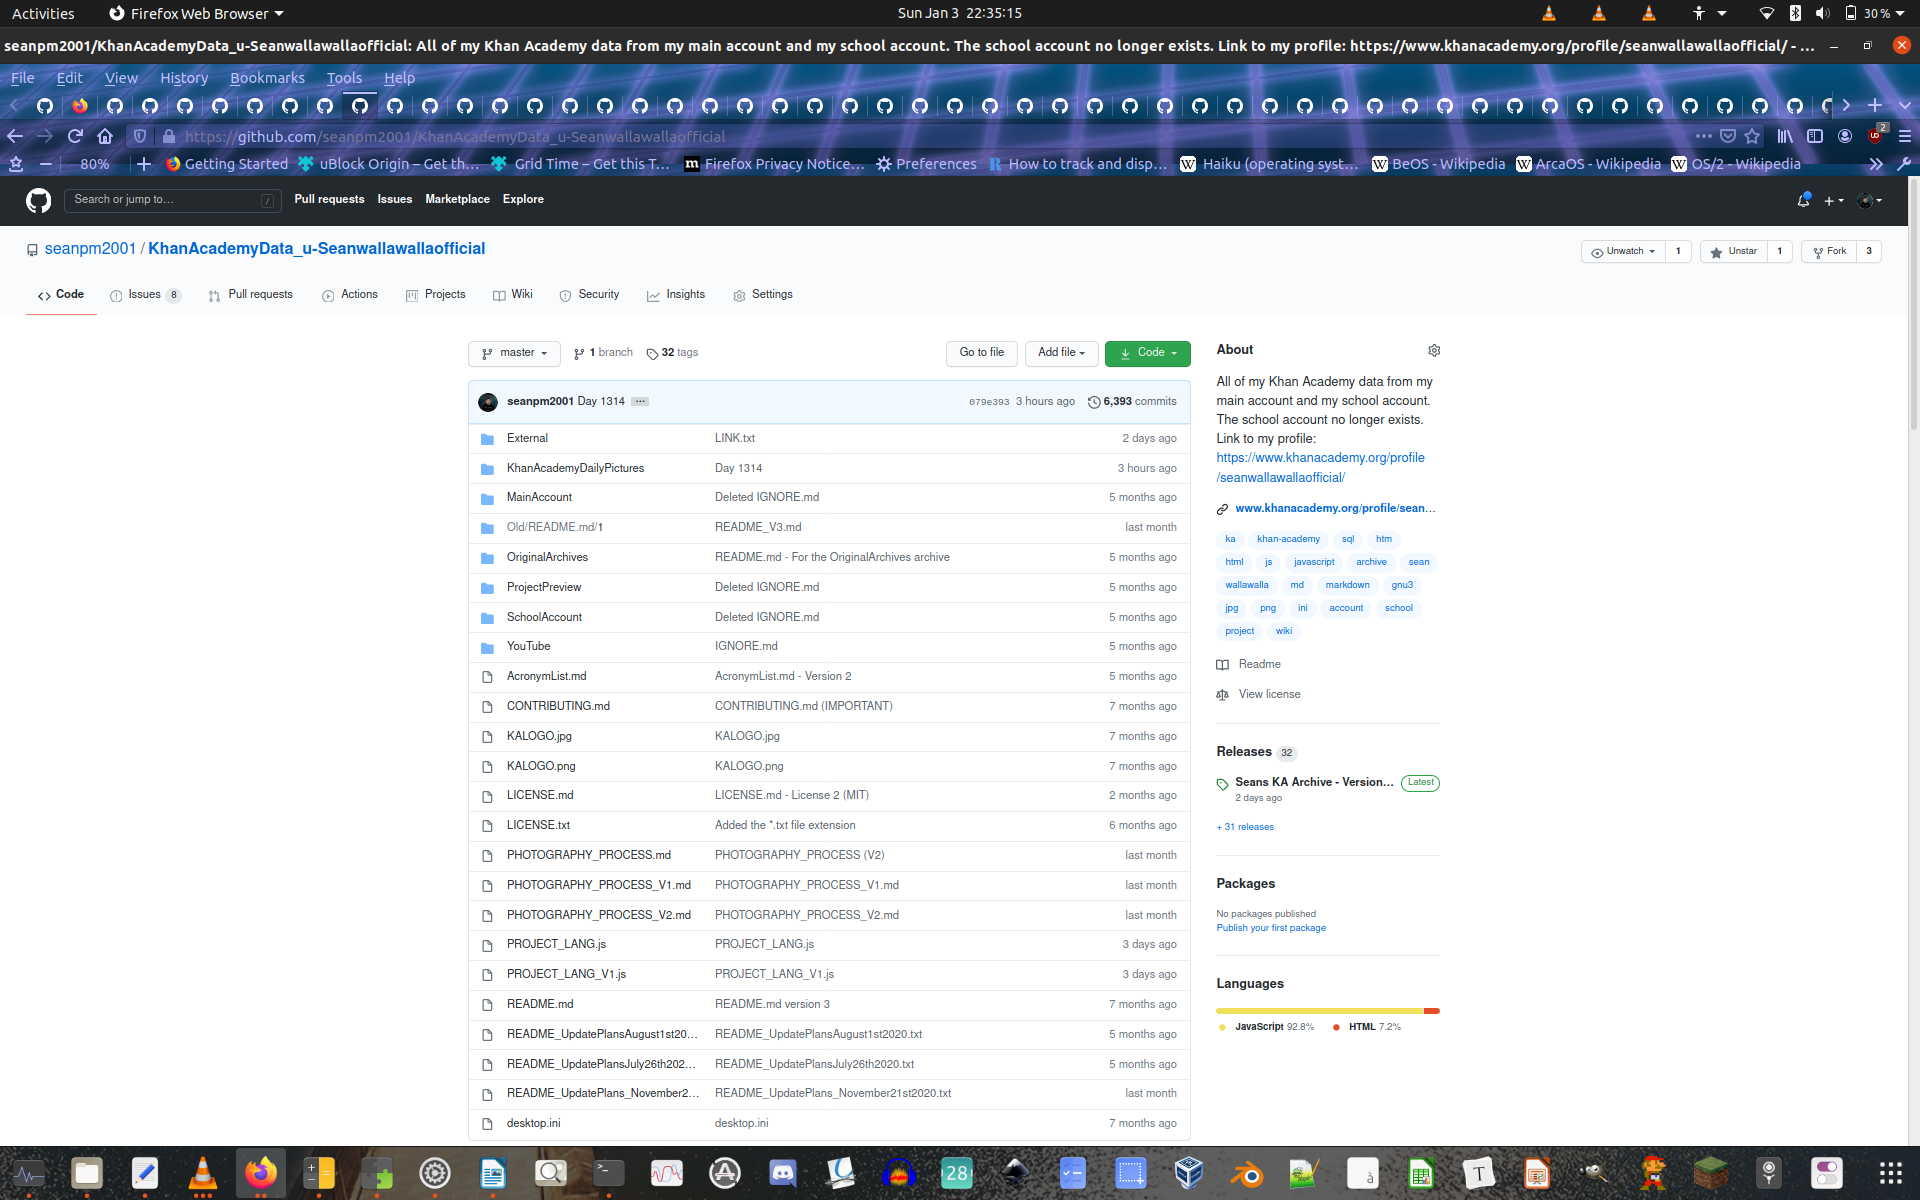 Activities Firefox Web Browser Sun Jan 3 22:35:15 30 %
seanpm2001/KhanAcademyData_u-Seanwallawallaofficial: All of my Khan Academy data from my main account and my school account. The school account no longer exists. Link to my profile: https://www.khanacademy.org/profile/seanwallawallaofficial/ - ...
File Edit View History Bookmarks Tools Help
https://github.com/seanpm2001/KhanAcademyData_u-Seanwallawallaofficial 2
80% Getting Started uBlock Origin – Get th… Grid Time – Get this T… m Firefox Privacy Notice… Preferences R How to track and disp… W Haiku (operating syst… W BeOS - Wikipedia W ArcaOS - Wikipedia W OS/2 - Wikipedia
Search or jump to… / Pull requests Issues Marketplace Explore
seanpm2001 / KhanAcademyData_u-Seanwallawallaofficial Unwatch 1 Unstar 1 Fork 3
Code Issues 8 Pull requests Actions Projects Wiki Security Insights Settings
master 1 branch 32 tags Go to file Add file Code
seanpm2001 Day 1314 ... 079e393 3 hours ago 6,393 commits
External LINK.txt 2 days ago
KhanAcademyDailyPictures Day 1314 3 hours ago
MainAccount Deleted IGNORE.md 5 months ago
Old/README.md/1 README_V3.md last month
OriginalArchives README.md - For the OriginalArchives archive 5 months ago
ProjectPreview Deleted IGNORE.md 5 months ago
SchoolAccount Deleted IGNORE.md 5 months ago
YouTube IGNORE.md 5 months ago
AcronymList.md AcronymList.md - Version 2 5 months ago
CONTRIBUTING.md CONTRIBUTING.md (IMPORTANT) 7 months ago
KALOGO.jpg KALOGO.jpg 7 months ago
KALOGO.png KALOGO.png 7 months ago
LICENSE.md LICENSE.md - License 2 (MIT) 2 months ago
LICENSE.txt Added the *.txt file extension 6 months ago
PHOTOGRAPHY_PROCESS.md PHOTOGRAPHY_PROCESS (V2) last month
PHOTOGRAPHY_PROCESS_V1.md PHOTOGRAPHY_PROCESS_V1.md last month
PHOTOGRAPHY_PROCESS_V2.md PHOTOGRAPHY_PROCESS_V2.md last month
PROJECT_LANG.js PROJECT_LANG.js 3 days ago
PROJECT_LANG_V1.js PROJECT_LANG_V1.js 3 days ago
README.md README.md version 3 7 months ago
README_UpdatePlansAugust1st20… README_UpdatePlansAugust1st2020.txt 5 months ago
README_UpdatePlansJuly26th202… README_UpdatePlansJuly26th2020.txt 5 months ago
README_UpdatePlans_November2… README_UpdatePlans_November21st2020.txt last month
desktop.ini desktop.ini 7 months ago
About
All of my Khan Academy data from my
main account and my school account.
The school account no longer exists.
Link to my profile:
https://www.khanacademy.org/profile
/seanwallawallaofficial/
www.khanacademy.org/profile/sean…
ka khan-academy sql htm
html js javascript archive sean
wallawalla md markdown gnu3
jpg png ini account school
project wiki
Readme
View license
Releases 32
Seans KA Archive - Version… Latest
2 days ago
+ 31 releases
Packages
No packages published
Publish your first package
Languages
JavaScript 92.8% HTML 7.2%
28